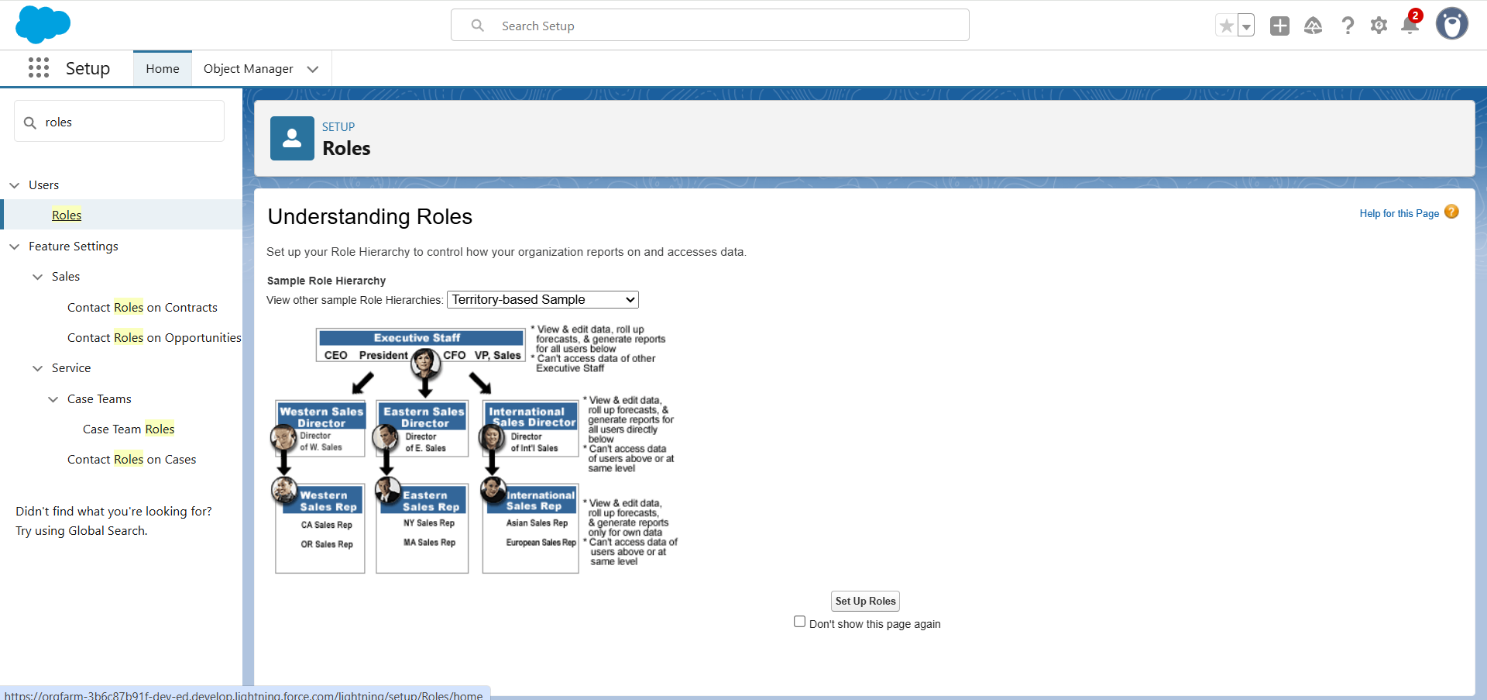 Search Setup
2
Setup
Home
Object Manager
roles
Users
Roles
Feature Settings
Sales
Contact Roles on Contracts
Contact Roles on Opportunities
Service
Case Teams
Case Team Roles
Contact Roles on Cases
Didn't find what you're looking for?
Try using Global Search.
SETUP
Roles
Understanding Roles
Help for this Page ?
Set up your Role Hierarchy to control how your organization reports on and accesses data.
Sample Role Hierarchy
View other sample Role Hierarchies: Territory-based Sample
Executive Staff
CEO President CFO VP, Sales
* View & edit data, roll up
forecasts, & generate reports
for all users below
* Can't access data of other
Executive Staff
Western Sales
Director
Director
of W. Sales
Eastern Sales
Director
Director
of E. Sales
International
Sales Director
Director
of Int'l Sales
* View & edit data,
roll up forecasts, &
generate reports for
all users directly
below
* Can't access data
of users above or at
same level
Western
Sales Rep
CA Sales Rep
OR Sales Rep
Eastern
Sales Rep
NY Sales Rep
MA Sales Rep
International
Sales Rep
Asian Sales Rep
European Sales Rep
* View & edit data,
roll up forecasts,
& generate reports
only for own data
* Can't access data of
users above or at
same level
Set Up Roles
Don't show this page again
https://orgfarm-3b6c87b91f-dev-ed.develop.lightning.force.com/lightning/setup/Roles/home